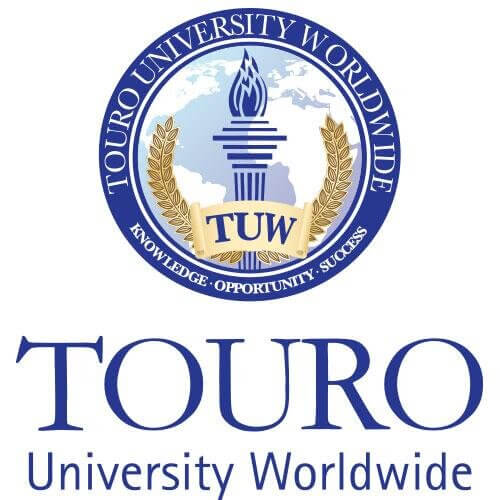 TOURO UNIVERSITY WORLDWIDE
TUW
KNOWLEDGE · OPPORTUNITY · SUCCESS
TOURO
University Worldwide